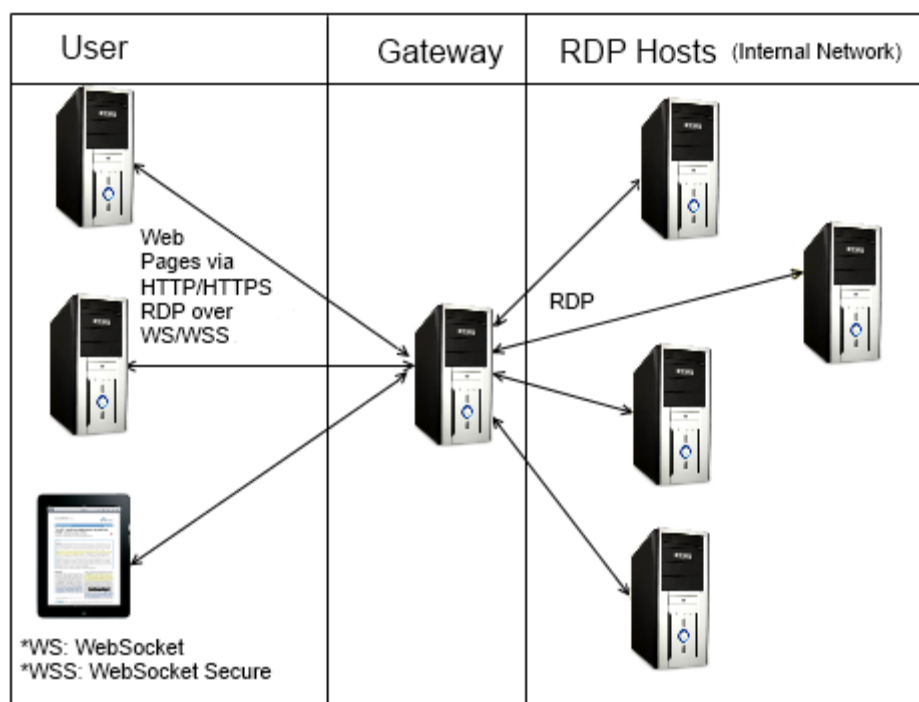 User
Gateway
RDP Hosts (Internal Network)
Web
Pages via
HTTP/HTTPS
RDP over
WS/WSS
RDP
*WS: WebSocket
*WSS: WebSocket Secure